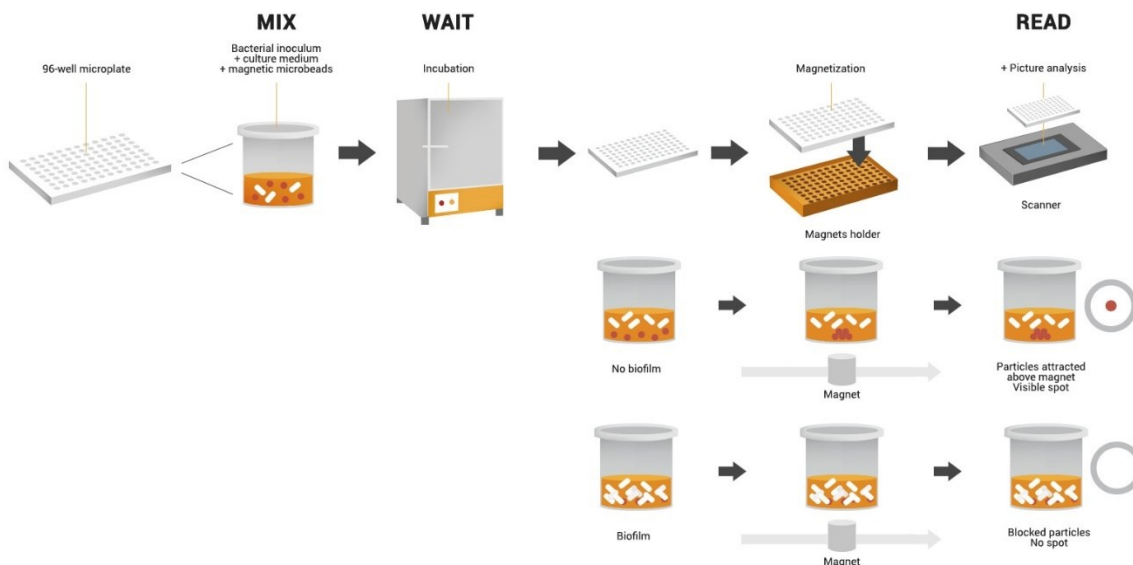 MIX
WAIT
READ
96-well microplate
Bacterial inoculum
+ culture medium
+ magnetic microbeads
Incubation
Magnetization
+ Picture analysis
Magnets holder
Scanner
No biofilm
Magnet
Particles attracted
above magnet
Visible spot
Biofilm
Magnet
Blocked particles
No spot